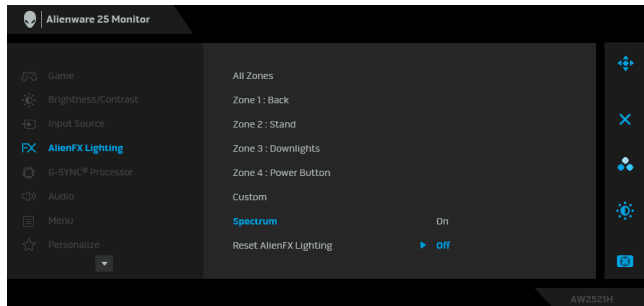 Alienware 25 Monitor
Game
Brightness/Contrast
Input Source
FX AlienFX Lighting
G-SYNC® Processor
Audio
Menu
Personalize
All Zones
Zone 1 : Back
Zone 2 : Stand
Zone 3 : Downlights
Zone 4 : Power Button
Custom
Spectrum On
Reset AlienFX Lighting Off
AW2521H